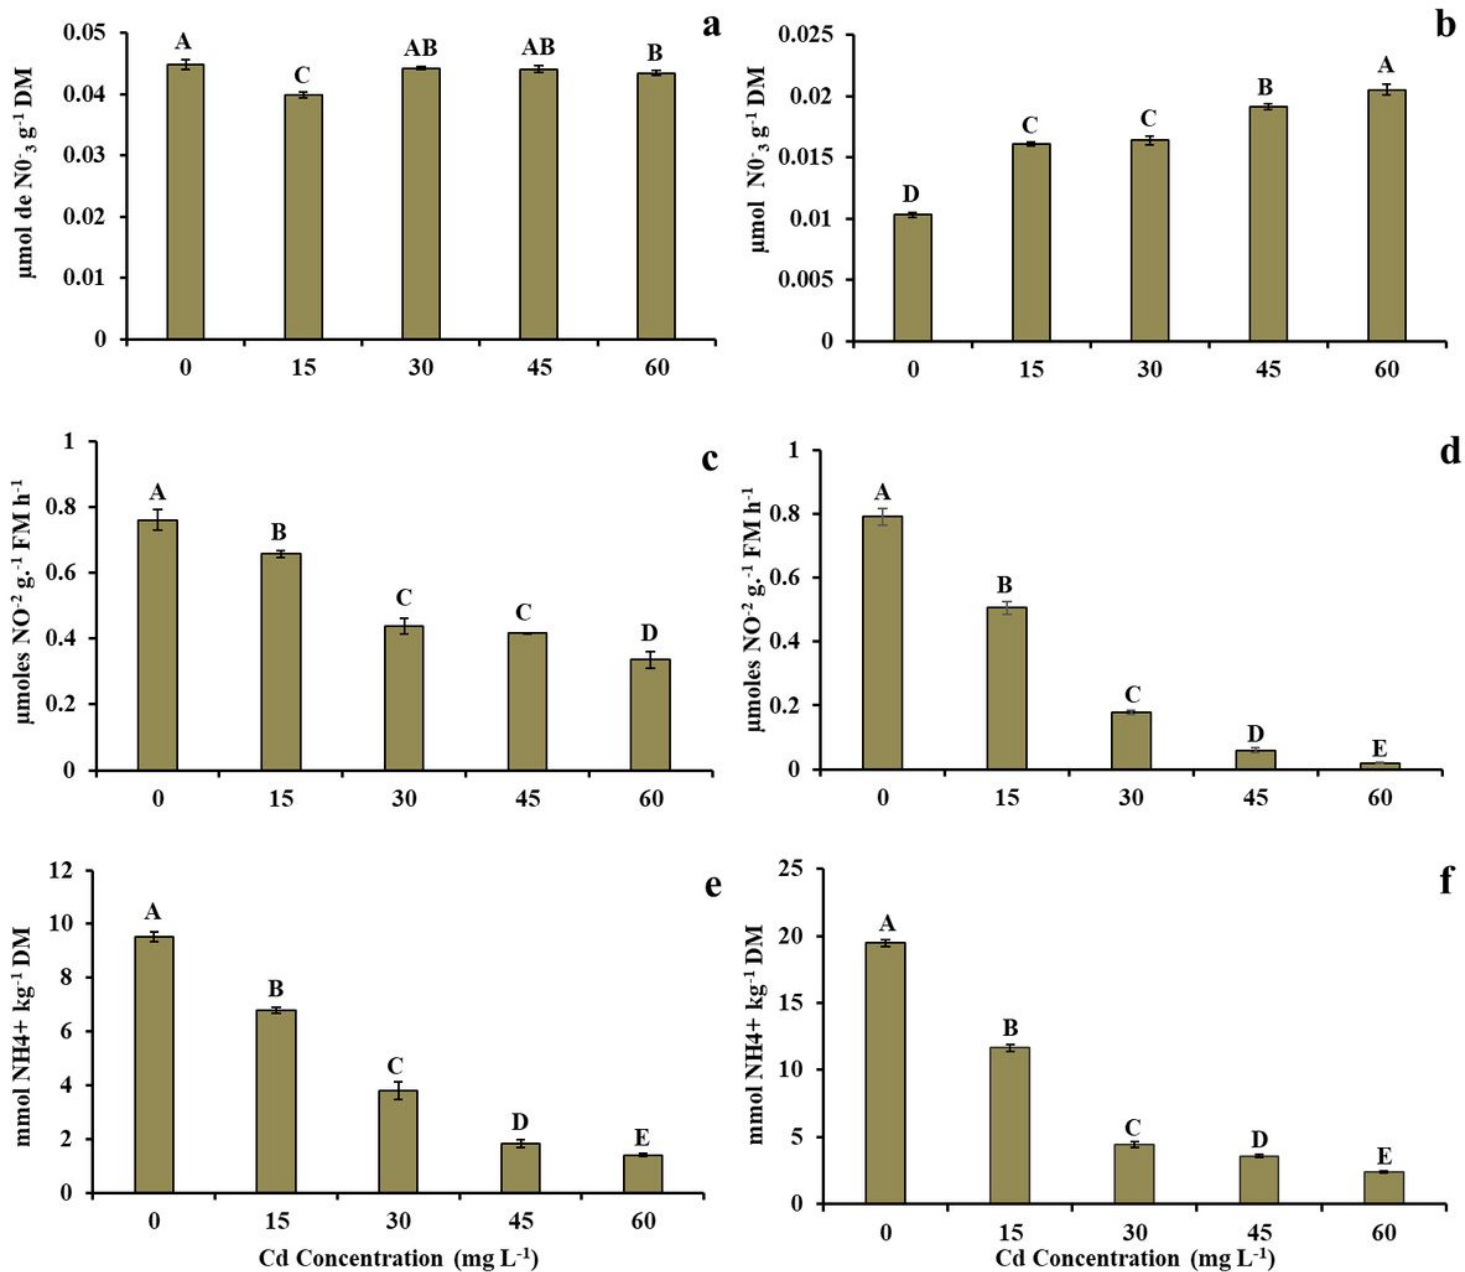 a
μmol de N0⁻₃ g⁻¹ DM
0.05
0.04
0.03
0.02
0.01
0
A
C
AB
AB
B
0 15 30 45 60
b
μmol N0⁻₃ g⁻¹ DM
0.025
0.02
0.015
0.01
0.005
0
D
C
C
B
A
0 15 30 45 60
c
μmoles NO⁻² g.⁻¹ FM h⁻¹
1
0.8
0.6
0.4
0.2
0
A
B
C
C
D
0 15 30 45 60
d
μmoles NO⁻² g.⁻¹ FM h⁻¹
1
0.8
0.6
0.4
0.2
0
A
B
C
D
E
0 15 30 45 60
e
mmol NH4+ kg⁻¹ DM
12
10
8
6
4
2
0
A
B
C
D
E
0 15 30 45 60
Cd Concentration (mg L⁻¹)
f
mmol NH4+ kg⁻¹ DM
25
20
15
10
5
0
A
B
C
D
E
0 15 30 45 60
Cd Concentration (mg L⁻¹)